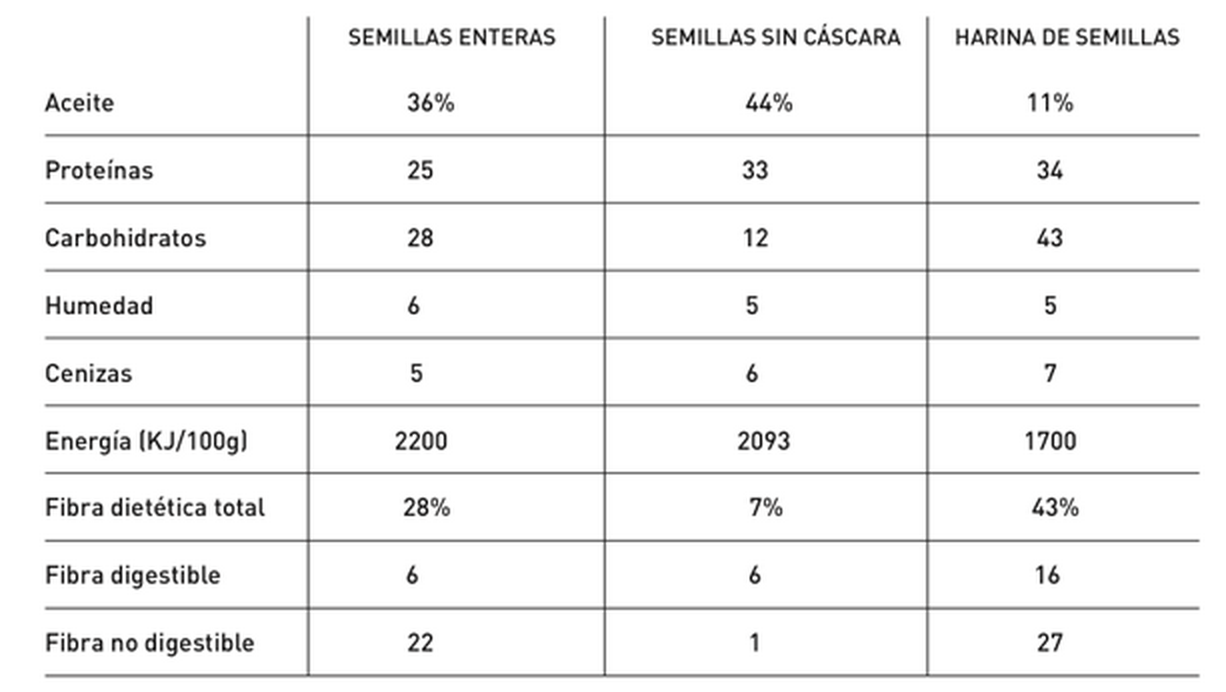 SEMILLAS ENTERAS SEMILLAS SIN CÁSCARA HARINA DE SEMILLAS
Aceite 36% 44% 11%
Proteínas 25 33 34
Carbohidratos 28 12 43
Humedad 6 5 5
Cenizas 5 6 7
Energía (KJ/100g) 2200 2093 1700
Fibra dietética total 28% 7% 43%
Fibra digestible 6 6 16
Fibra no digestible 22 1 27